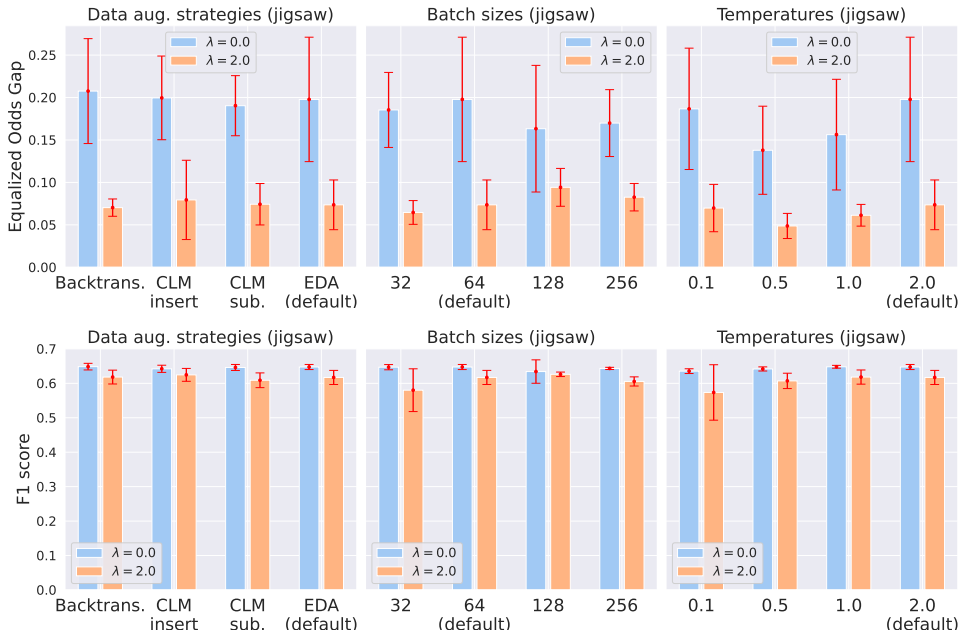 Data aug. strategies (jigsaw)
Batch sizes (jigsaw)
Temperatures (jigsaw)
Equalized Odds Gap
0.25
0.20
0.15
0.10
0.05
0.00
λ = 0.0
λ = 2.0
λ = 0.0
λ = 2.0
λ = 0.0
λ = 2.0
Backtrans. CLM CLM EDA
insert sub. (default)
32 64 128 256
(default)
0.1 0.5 1.0 2.0
(default)
Data aug. strategies (jigsaw)
Batch sizes (jigsaw)
Temperatures (jigsaw)
F1 score
0.7
0.6
0.5
0.4
0.3
0.2
0.1
0.0
λ = 0.0
λ = 2.0
λ = 0.0
λ = 2.0
λ = 0.0
λ = 2.0
Backtrans. CLM CLM EDA
insert sub. (default)
32 64 128 256
(default)
0.1 0.5 1.0 2.0
(default)